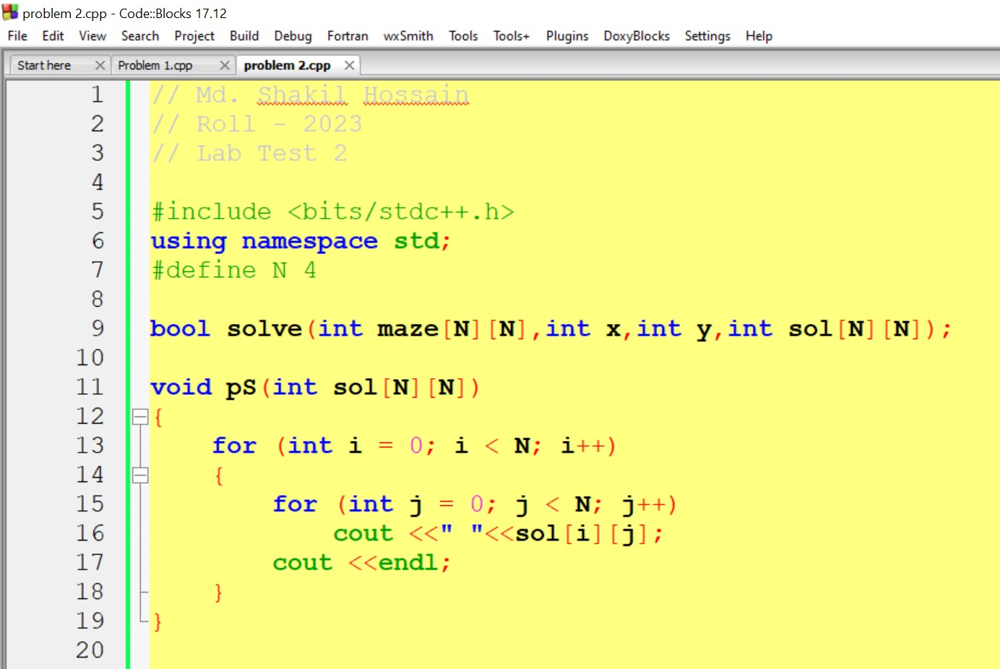 problem 2.cpp - Code::Blocks 17.12
File Edit View Search Project Build Debug Fortran wxSmith Tools Tools+ Plugins DoxyBlocks Settings Help
Start here Problem 1.cpp problem 2.cpp
1 // Md. Shakil Hossain
2 // Roll - 2023
3 // Lab Test 2
4
5 #include <bits/stdc++.h>
6 using namespace std;
7 #define N 4
8
9 bool solve(int maze[N][N],int x,int y,int sol[N][N]);
10
11 void pS(int sol[N][N])
12 {
13     for (int i = 0; i < N; i++)
14     {
15         for (int j = 0; j < N; j++)
16             cout <<" "<<sol[i][j];
17         cout <<endl;
18     }
19 }
20